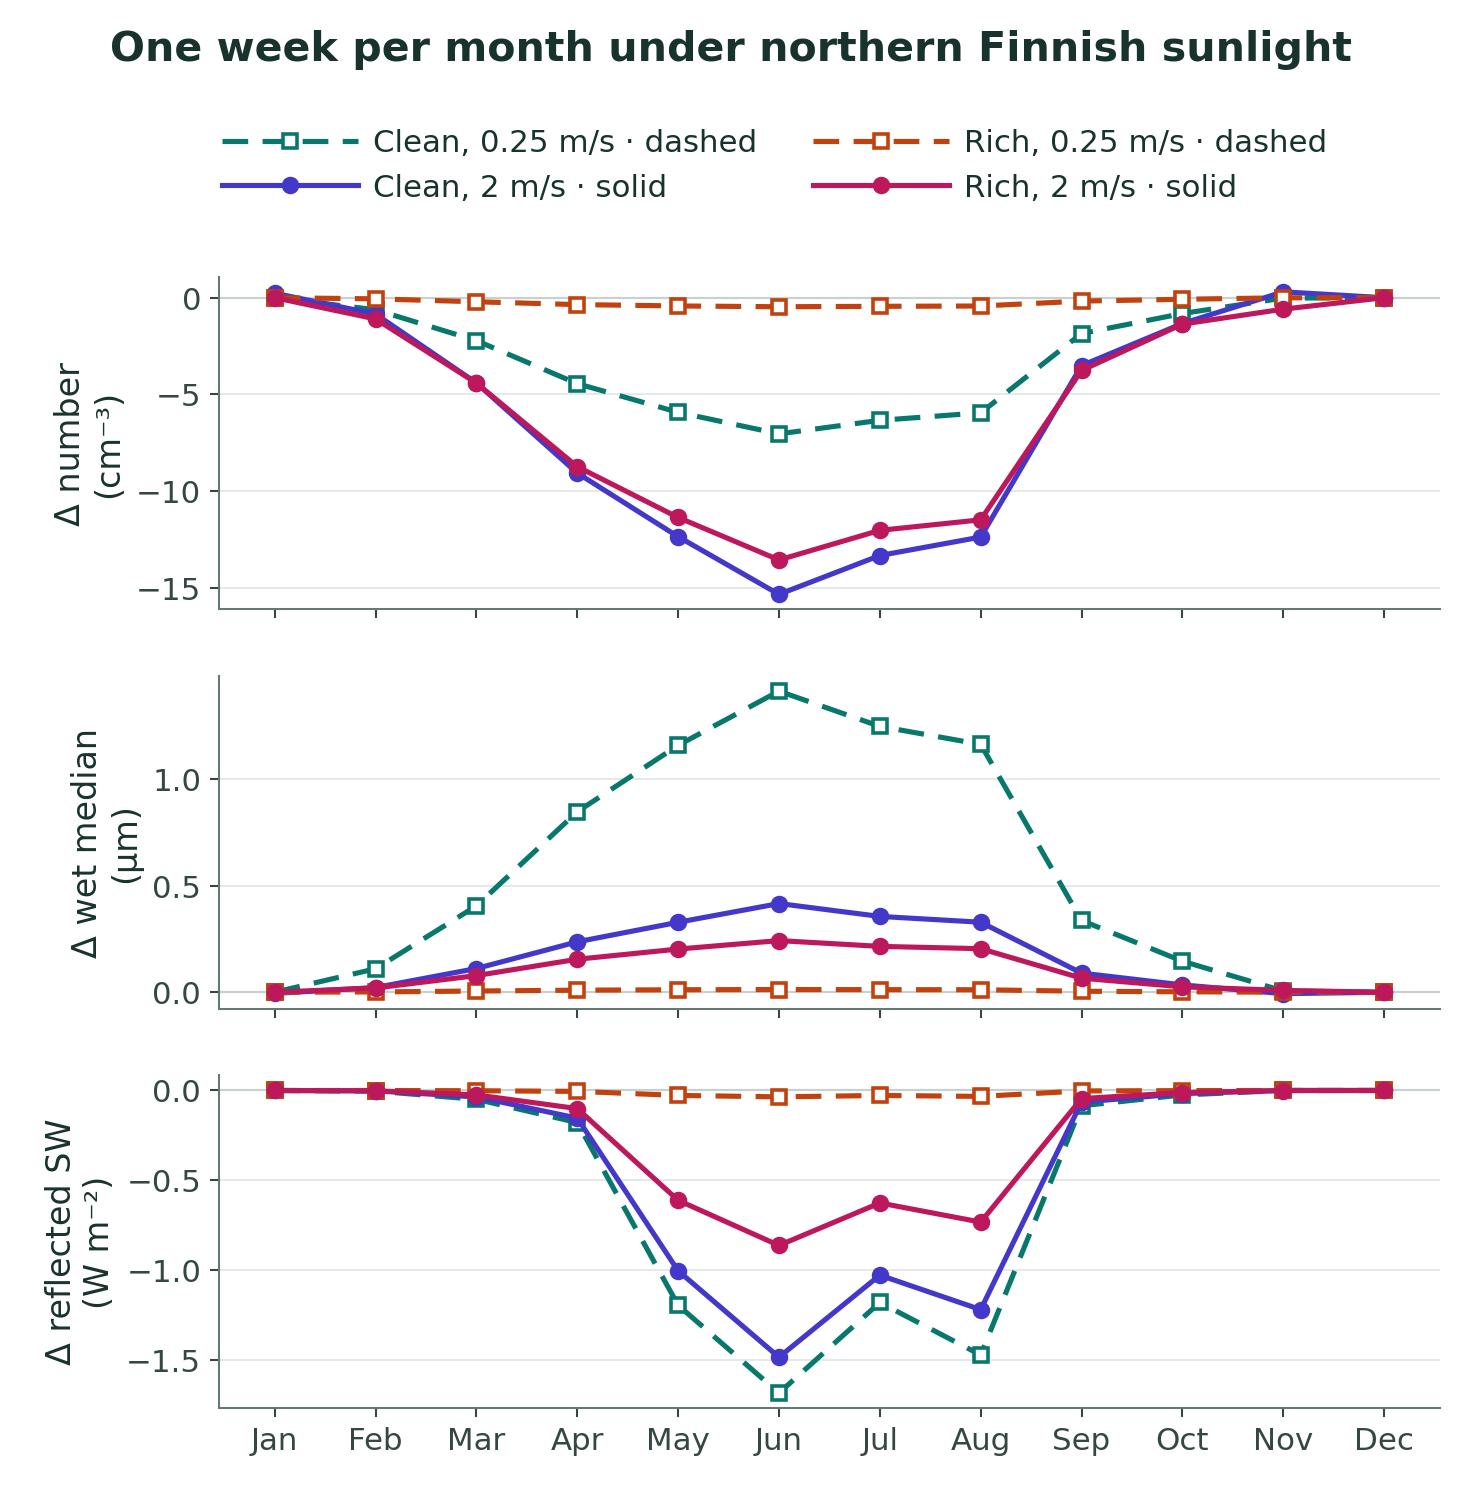 One week per month under northern Finnish sunlight
Clean, 0.25 m/s · dashed
Rich, 0.25 m/s · dashed
Clean, 2 m/s · solid
Rich, 2 m/s · solid
Δ number
(cm⁻³)
0
−5
−10
−15
Δ wet median
(µm)
1.0
0.5
0.0
Δ reflected SW
(W m⁻²)
0.0
−0.5
−1.0
−1.5
Jan Feb Mar Apr May Jun Jul Aug Sep Oct Nov Dec